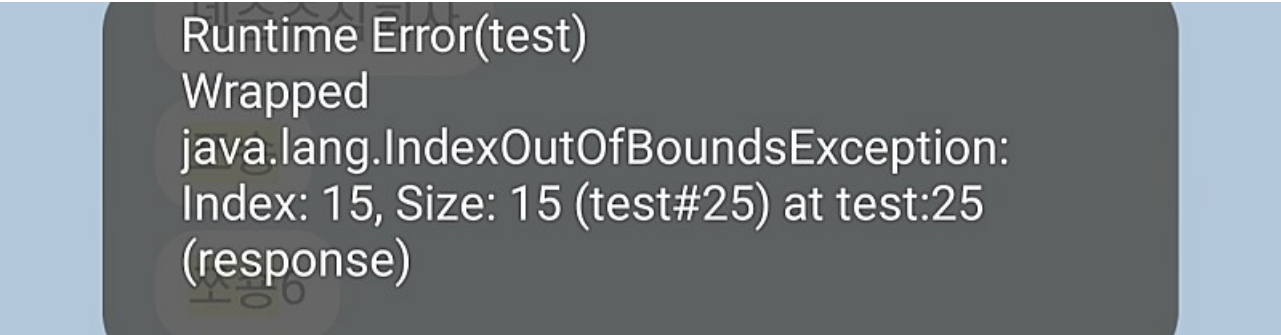 Runtime Error(test)
Wrapped
java.lang.IndexOutOfBoundsException:
Index: 15, Size: 15 (test#25) at test:25
(response)